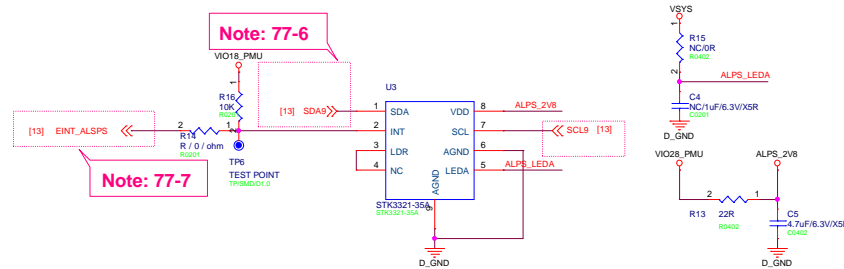 Note: 77-6
VIO18_PMU
1
R16
10K
R0201
2
[13] EINT_ALSPS
2
R14
1
R / 0 / ohm
R0201
TP6
TEST POINT
TP/SMD/D1.0
Note: 77-7
[13] SDA9
U3
1 SDA
2 INT
3 LDR
4 NC
VDD 8 ALPS_2V8
SCL 7 SCL9 [13]
AGND 6
LEDA 5 ALPS_LEDA
AGND
9
STK3321-35A
STK3321-35A
D_GND
VSYS
1
R15
NC/0R
R0402
2
ALPS_LEDA
C4
NC/1uF/6.3V/X5R
C0201
D_GND
VIO28_PMU
ALPS_2V8
2 1
R13 22R
R0402
C5
4.7uF/6.3V/X5R
C0402
D_GND